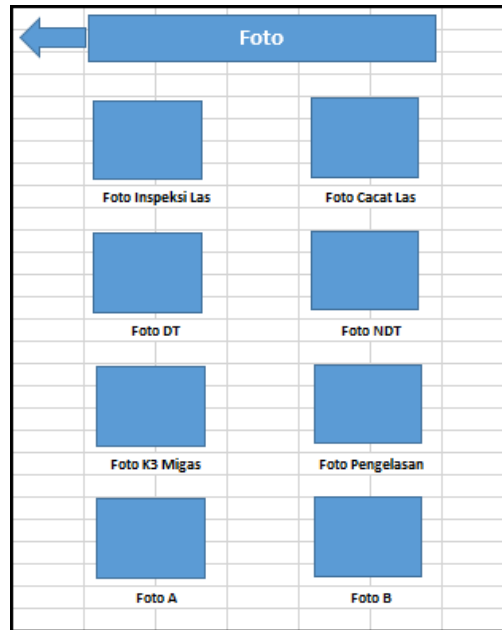 Foto
Foto Inspeksi Las
Foto Cacat Las
Foto DT
Foto NDT
Foto K3 Migas
Foto Pengelasan
Foto A
Foto B